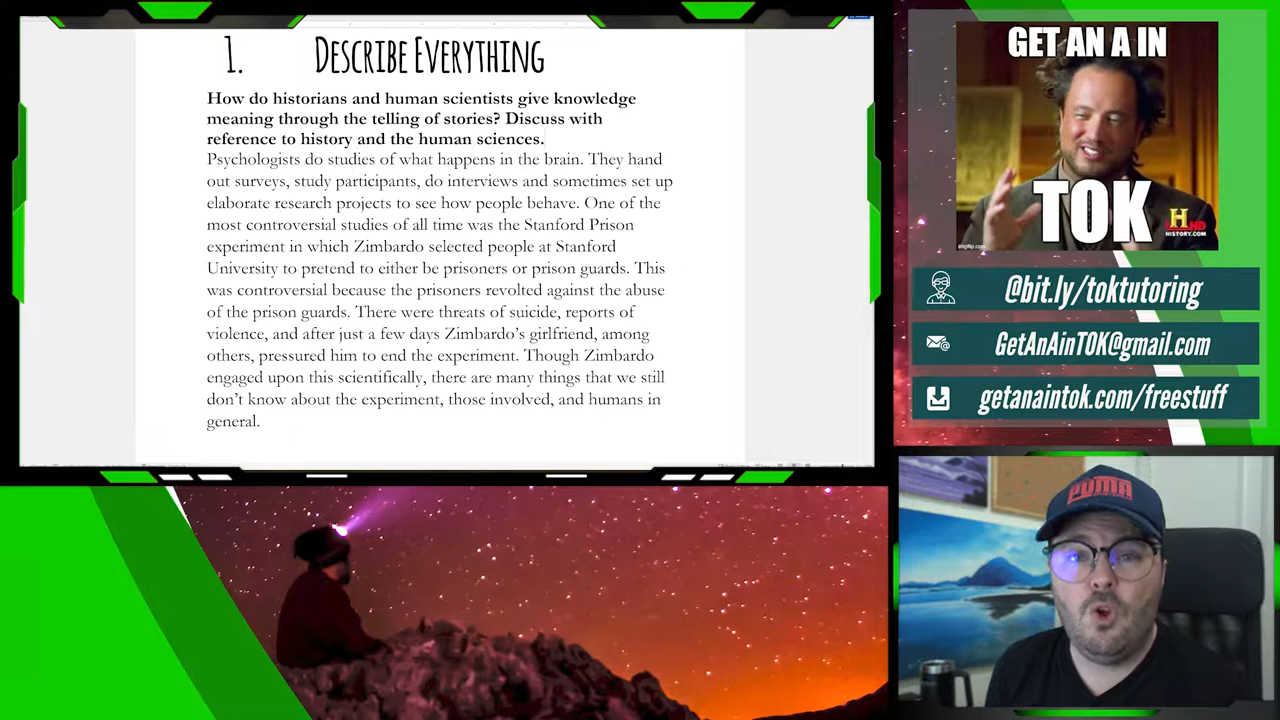 1. DESCRIBE EVERYTHING
How do historians and human scientists give knowledge
meaning through the telling of stories? Discuss with
reference to history and the human sciences.
Psychologists do studies of what happens in the brain. They hand
out surveys, study participants, do interviews and sometimes set up
elaborate research projects to see how people behave. One of the
most controversial studies of all time was the Stanford Prison
experiment in which Zimbardo selected people at Stanford
University to pretend to either be prisoners or prison guards. This
was controversial because the prisoners revolted against the abuse
of the prison guards. There were threats of suicide, reports of
violence, and after just a few days Zimbardo’s girlfriend, among
others, pressured him to end the experiment. Though Zimbardo
engaged upon this scientifically, there are many things that we still
don’t know about the experiment, those involved, and humans in
general.
GET AN A IN
TOK
H HD
HISTORY.COM
imgflip.com
@bit.ly/toktutoring
GetAnAinTOK@gmail.com
getanaintok.com/freestuff
PUMA